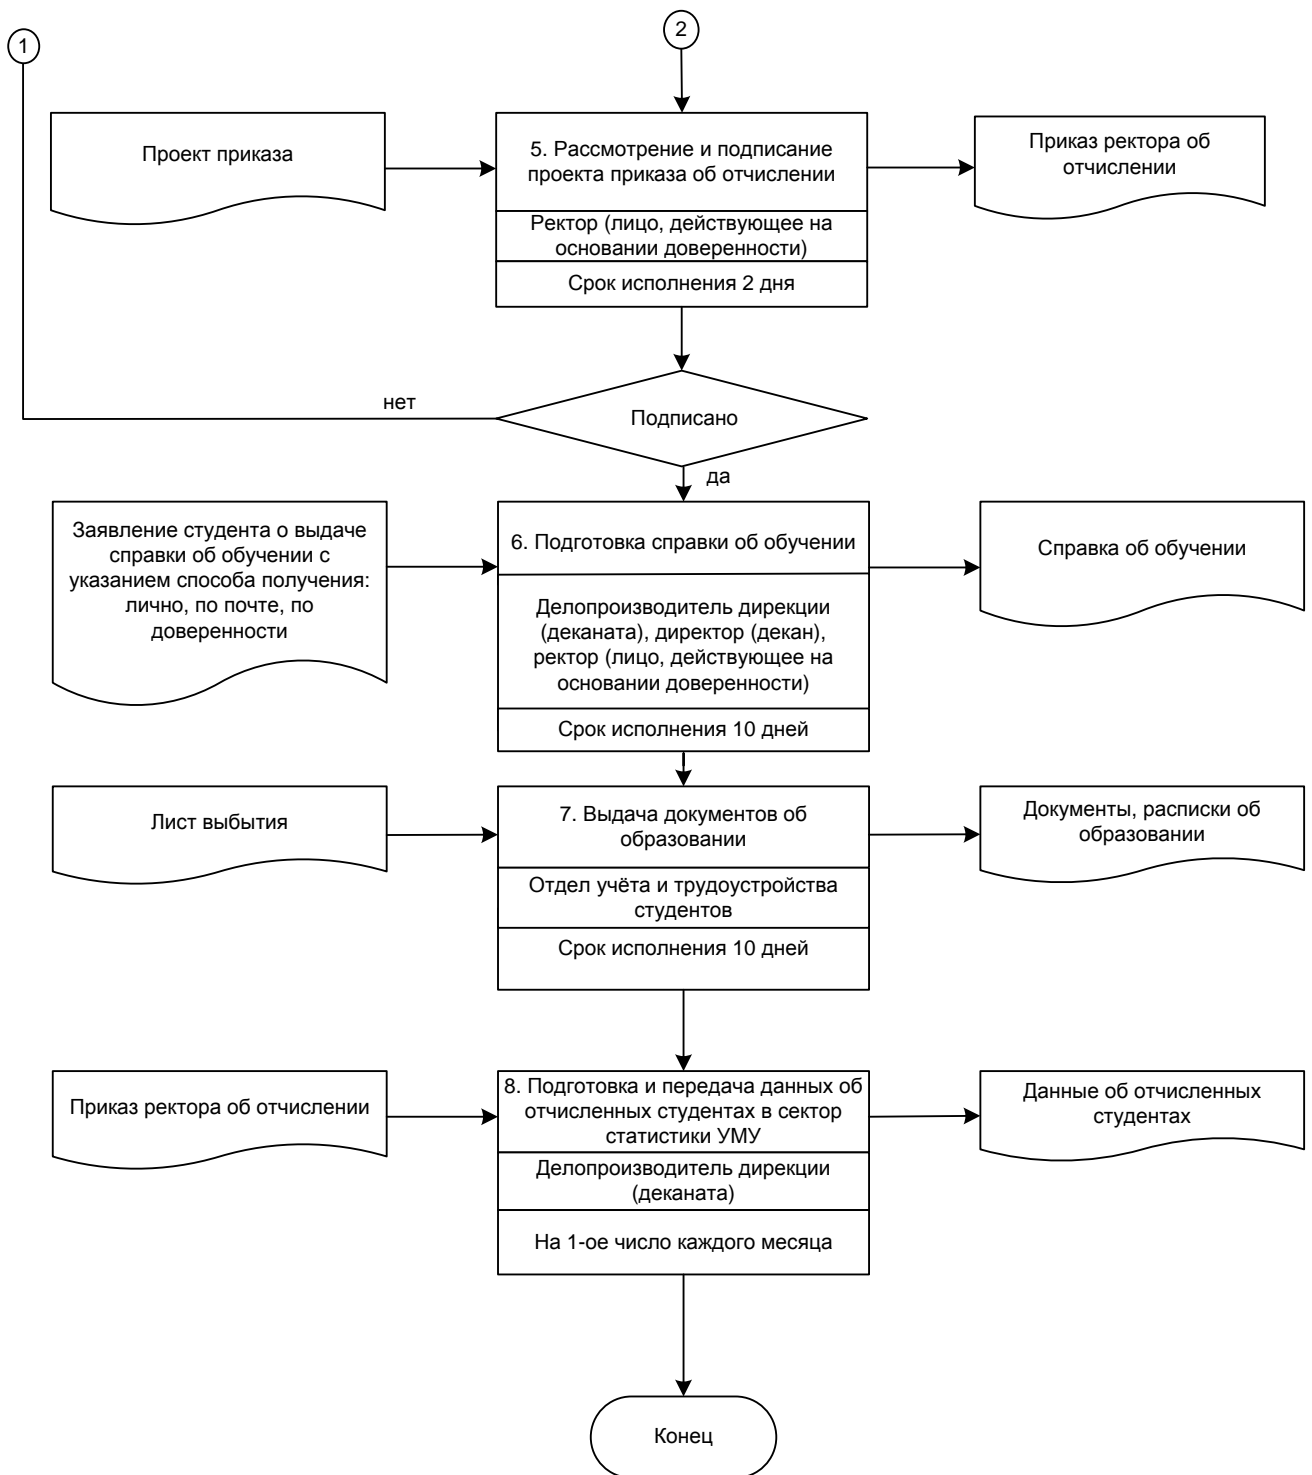 1
2
Проект приказа
5. Рассмотрение и подписание
проекта приказа об отчислении
Ректор (лицо, действующее на
основании доверенности)
Срок исполнения 2 дня
Приказ ректора об
отчислении
нет
Подписано
да
Заявление студента о выдаче
справки об обучении с
указанием способа получения:
лично, по почте, по
доверенности
6. Подготовка справки об обучении
Делопроизводитель дирекции
(деканата), директор (декан),
ректор (лицо, действующее на
основании доверенности)
Срок исполнения 10 дней
Справка об обучении
Лист выбытия
7. Выдача документов об
образовании
Отдел учёта и трудоустройства
студентов
Срок исполнения 10 дней
Документы, расписки об
образовании
Приказ ректора об отчислении
8. Подготовка и передача данных об
отчисленных студентах в сектор
статистики УМУ
Делопроизводитель дирекции
(деканата)
На 1-ое число каждого месяца
Данные об отчисленных
студентах
Конец